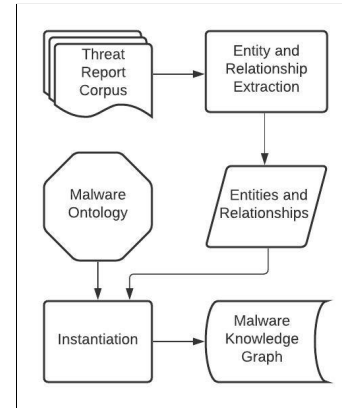 Threat
Report
Corpus
Entity and
Relationship
Extraction
Malware
Ontology
Entities and
Relationships
Instantiation
Malware
Knowledge
Graph